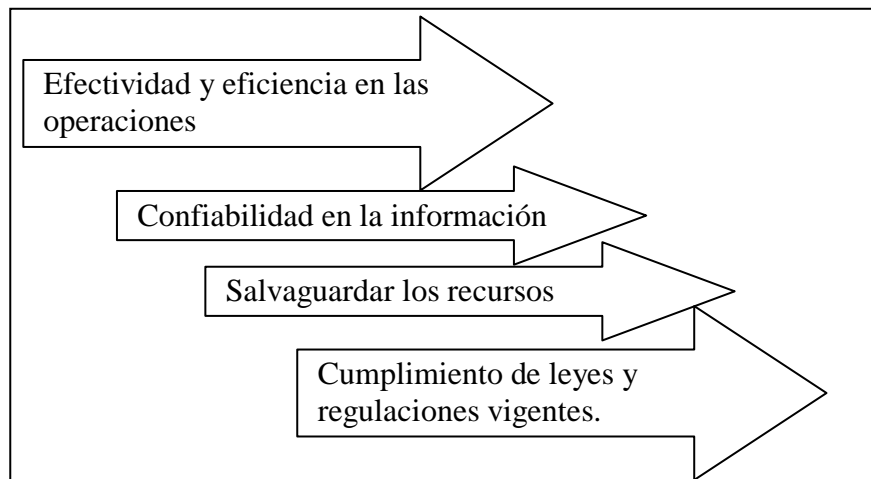 Efectividad y eficiencia en las
operaciones
Confiabilidad en la información
Salvaguardar los recursos
Cumplimiento de leyes y
regulaciones vigentes.